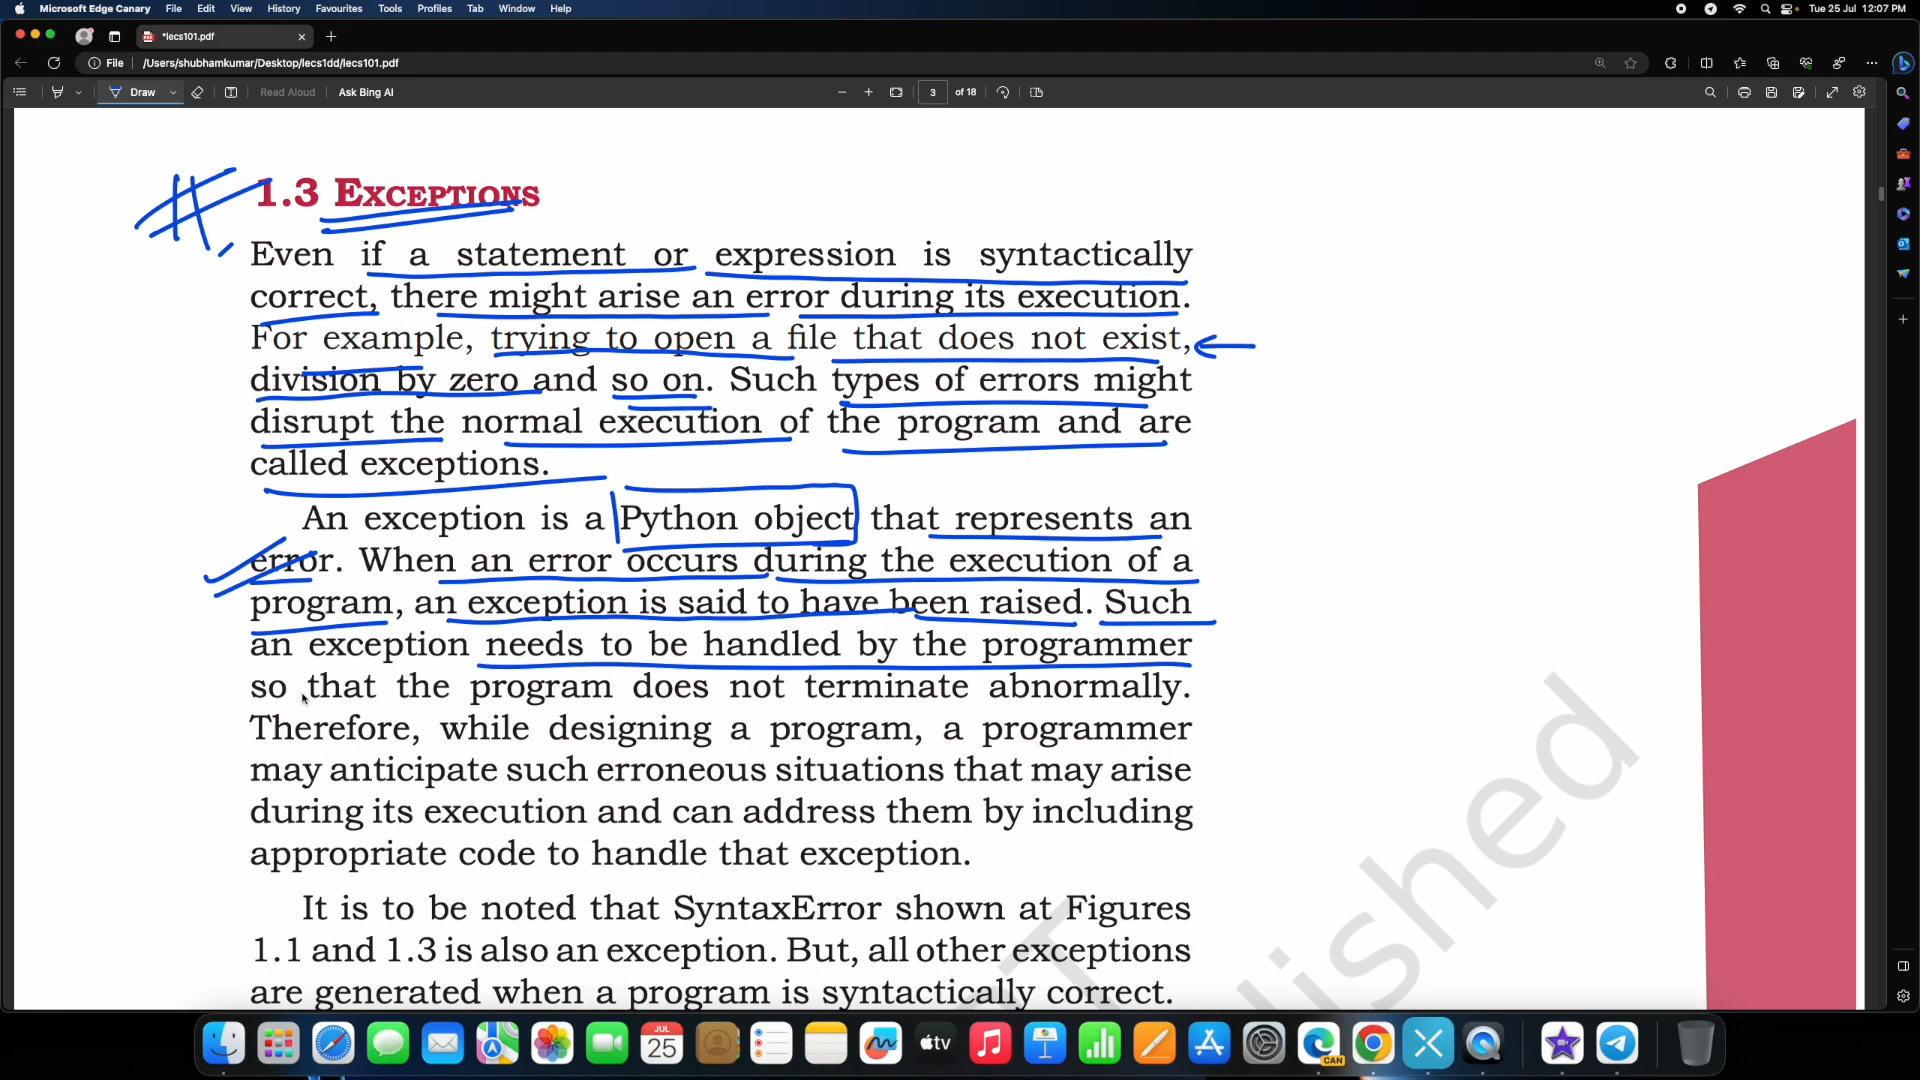 Microsoft Edge Canary File Edit View History Favourites Tools Profiles Tab Window Help Tue 25 Jul 12:07 PM
*lecs101.pdf
File /Users/shubhamkumar/Desktop/lecs1dd/lecs101.pdf
Draw Read Aloud Ask Bing AI 3 of 18
1.3 EXCEPTIONS
Even if a statement or expression is syntactically
correct, there might arise an error during its execution.
For example, trying to open a file that does not exist,
division by zero and so on. Such types of errors might
disrupt the normal execution of the program and are
called exceptions.
An exception is a Python object that represents an
error. When an error occurs during the execution of a
program, an exception is said to have been raised. Such
an exception needs to be handled by the programmer
so that the program does not terminate abnormally.
Therefore, while designing a program, a programmer
may anticipate such erroneous situations that may arise
during its execution and can address them by including
appropriate code to handle that exception.
It is to be noted that SyntaxError shown at Figures
1.1 and 1.3 is also an exception. But, all other exceptions
are generated when a program is syntactically correct.
lished
JUL
25
tv
CAN